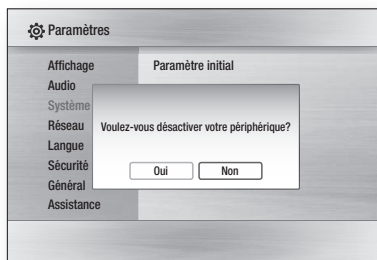 Paramètres
Affichage
Paramètre initial
Audio
Système
Réseau
Langue
Sécurité
Général
Assistance
Voulez-vous désactiver votre périphérique?
Oui
Non